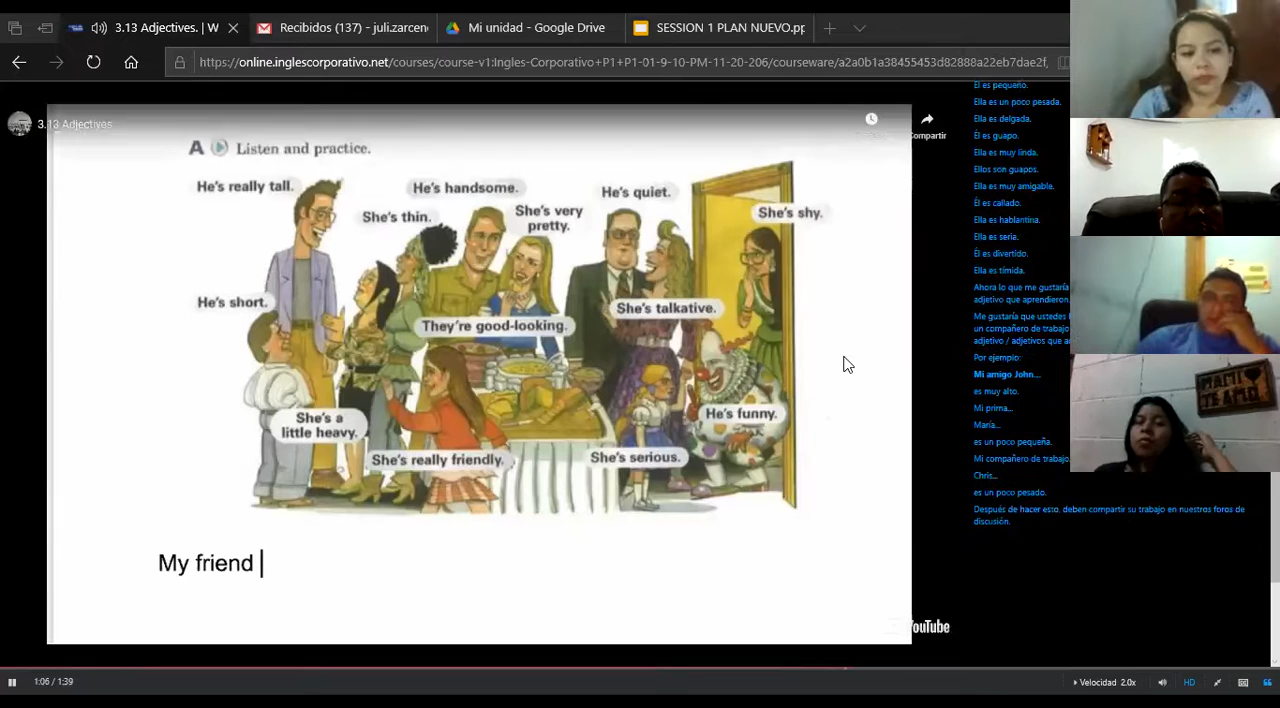 3.13 Adjectives. | W
Recibidos (137) - juli.zarcen
Mi unidad - Google Drive
SESSION 1 PLAN NUEVO.pp
https://online.inglescorporativo.net/courses/course-v1:Ingles-Corporativo+P1+P1-01-9-10-PM-11-20-206/courseware/a2a0b1a38455453d82888a22eb7dae2f,
3.13 Adjectives
Compartir
A Listen and practice.
He's really tall.
He's handsome.
He's quiet.
She's thin.
She's very
pretty.
She's shy.
He's short.
She's talkative.
They're good-looking.
She's a
little heavy.
He's funny.
She's really friendly.
She's serious.
My friend
YouTube
Él es pequeño.
Ella es un poco pesada.
Ella es delgada.
Él es guapo.
Ella es muy linda.
Ellos son guapos.
Ella es muy amigable.
Él es callado.
Ella es hablantina.
Ella es seria.
Él es divertido.
Ella es tímida.
Ahora lo que me gustaría
adjetivo que aprendieron.
Me gustaría que ustedes
un compañero de trabajo
adjetivo / adjetivos que
Por ejemplo:
Mi amigo John...
es muy alto.
Mi prima...
María...
es un poco pequeña.
Mi compañero de trabajo
Chris...
es un poco pesado.
Después de hacer esto, deben compartir su trabajo en nuestros foros de
discusión.
MAMI
TE AMO
1:06 / 1:39
Velocidad 2.0x
HD